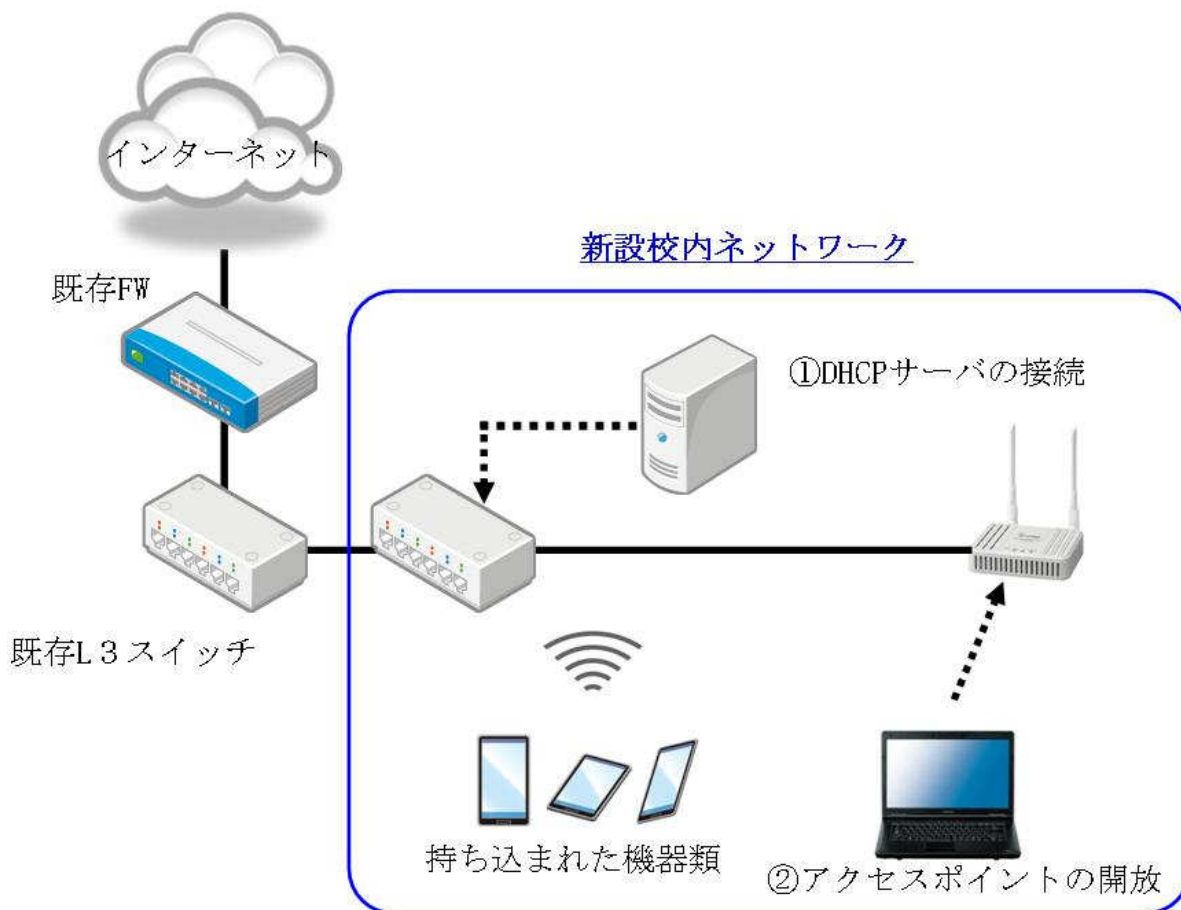 インターネット
新設校内ネットワーク
既存FW
①DHCPサーバの接続
既存L３スイッチ
持ち込まれた機器類
②アクセスポイントの開放